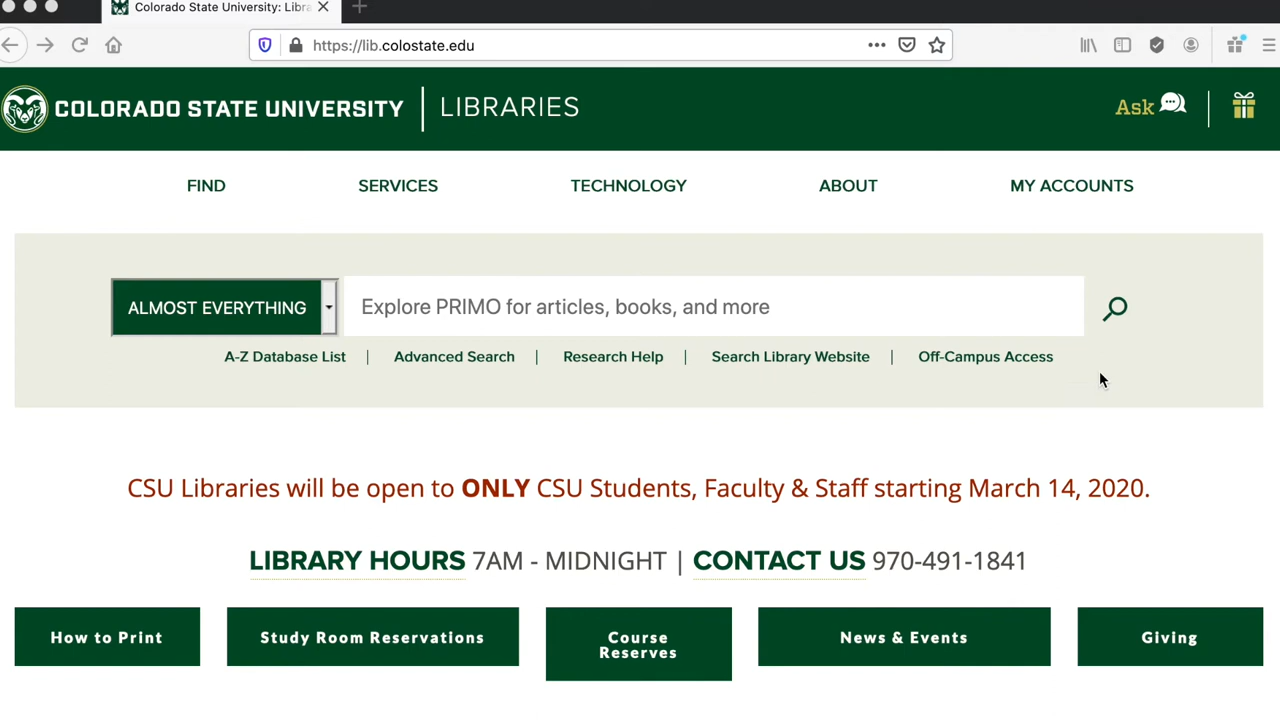 Colorado State University: Libra
https://lib.colostate.edu
COLORADO STATE UNIVERSITY LIBRARIES
Ask
FIND SERVICES TECHNOLOGY ABOUT MY ACCOUNTS
ALMOST EVERYTHING Explore PRIMO for articles, books, and more
A-Z Database List | Advanced Search | Research Help | Search Library Website | Off-Campus Access
CSU Libraries will be open to ONLY CSU Students, Faculty & Staff starting March 14, 2020.
LIBRARY HOURS 7AM - MIDNIGHT | CONTACT US 970-491-1841
How to Print
Study Room Reservations
Course
Reserves
News & Events
Giving